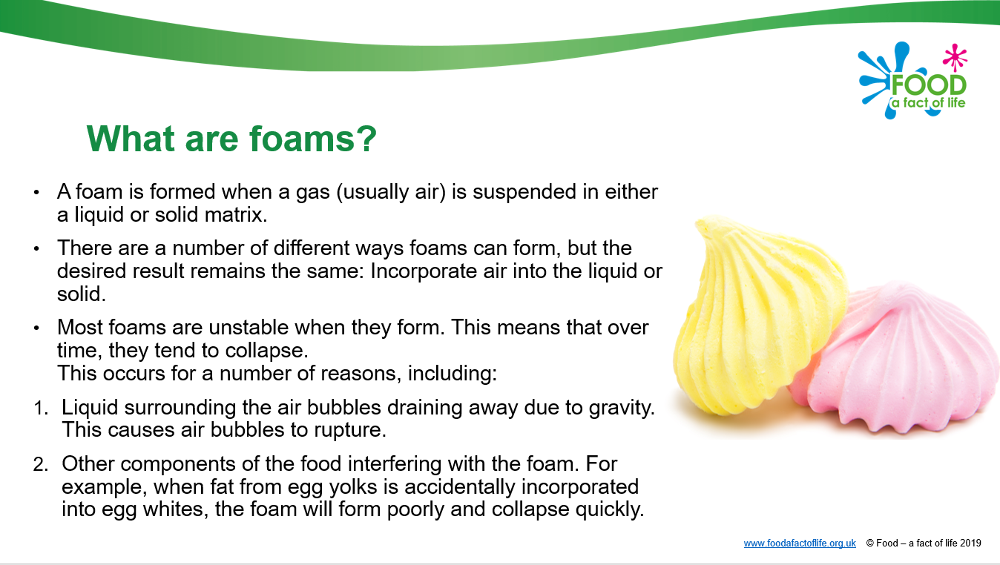 FOOD
a fact of life
What are foams?
• A foam is formed when a gas (usually air) is suspended in either
a liquid or solid matrix.
• There are a number of different ways foams can form, but the
desired result remains the same: Incorporate air into the liquid or
solid.
• Most foams are unstable when they form. This means that over
time, they tend to collapse.
This occurs for a number of reasons, including:
1. Liquid surrounding the air bubbles draining away due to gravity.
This causes air bubbles to rupture.
2. Other components of the food interfering with the foam. For
example, when fat from egg yolks is accidentally incorporated
into egg whites, the foam will form poorly and collapse quickly.
www.foodafactoflife.org.uk © Food – a fact of life 2019